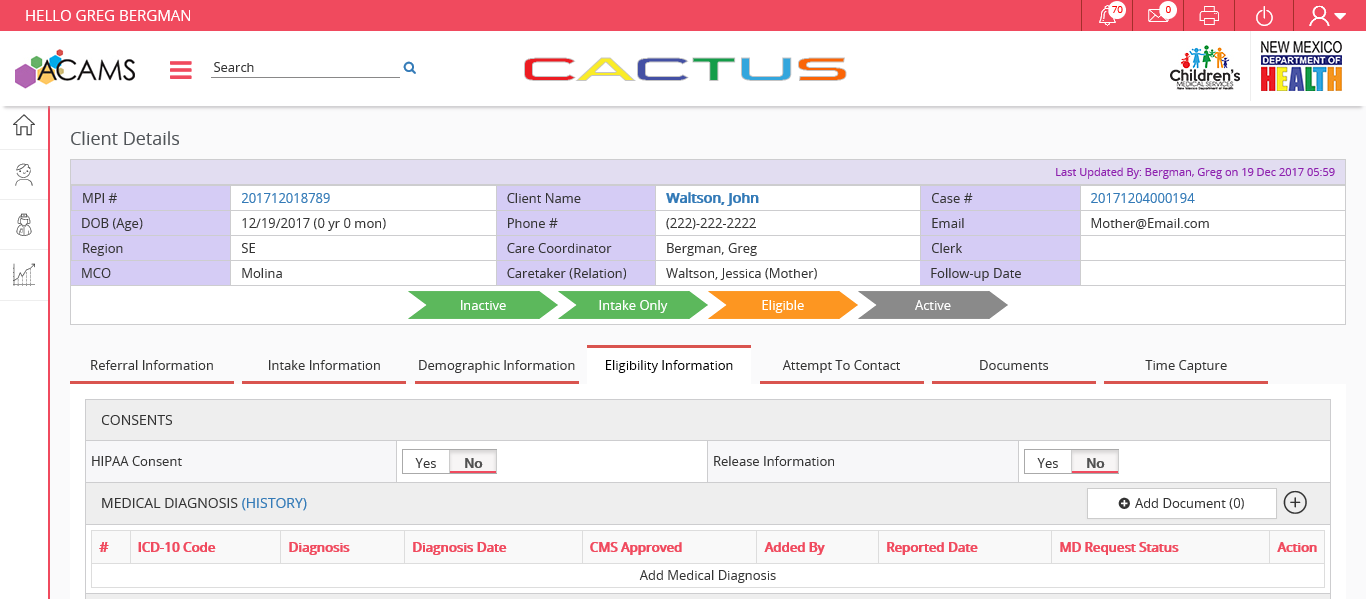 HELLO GREG BERGMAN
70
0
ACAMS
Search
CACTUS
Children's
MEDICAL SERVICES
New Mexico Department of Health
NEW MEXICO
DEPARTMENT OF
HEALTH
Client Details
Last Updated By: Bergman, Greg on 19 Dec 2017 05:59
MPI # 201712018789 Client Name Waltson, John Case # 20171204000194
DOB (Age) 12/19/2017 (0 yr 0 mon) Phone # (222)-222-2222 Email Mother@Email.com
Region SE Care Coordinator Bergman, Greg Clerk
MCO Molina Caretaker (Relation) Waltson, Jessica (Mother) Follow-up Date
Inactive Intake Only Eligible Active
Referral Information Intake Information Demographic Information Eligibility Information Attempt To Contact Documents Time Capture
CONSENTS
HIPAA Consent Yes No Release Information Yes No
MEDICAL DIAGNOSIS (HISTORY) Add Document (0)
# ICD-10 Code Diagnosis Diagnosis Date CMS Approved Added By Reported Date MD Request Status Action
Add Medical Diagnosis